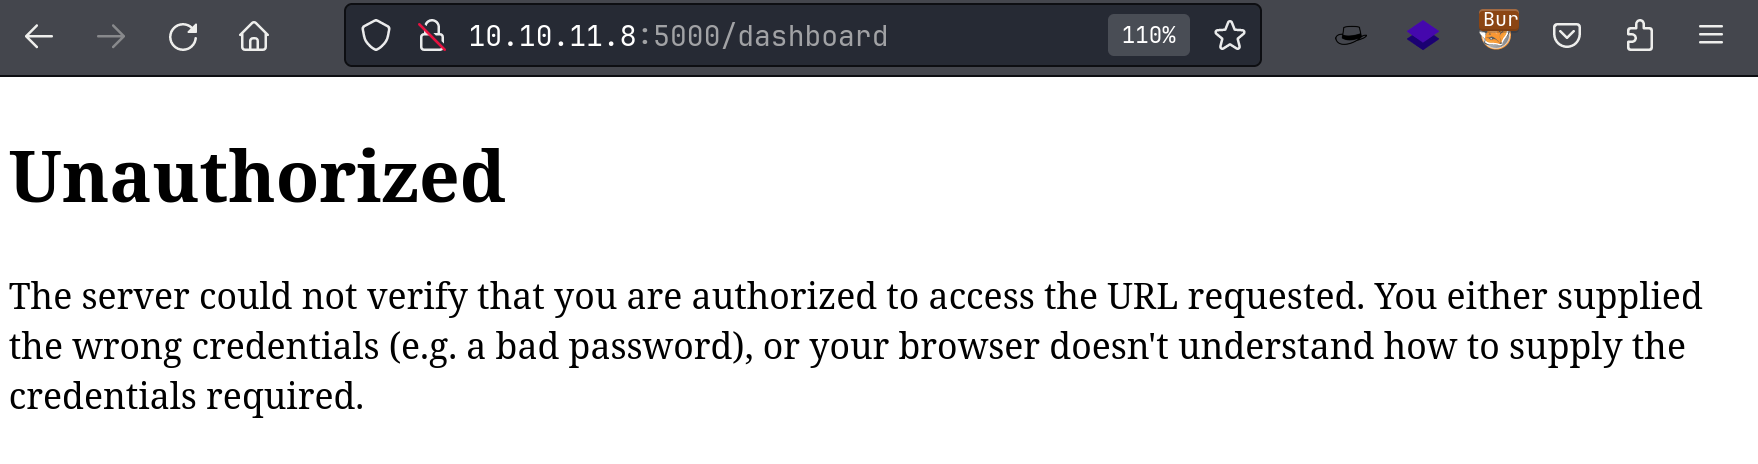 10.10.11.8:5000/dashboard
110%
Bur
Unauthorized
The server could not verify that you are authorized to access the URL requested. You either supplied
the wrong credentials (e.g. a bad password), or your browser doesn't understand how to supply the
credentials required.